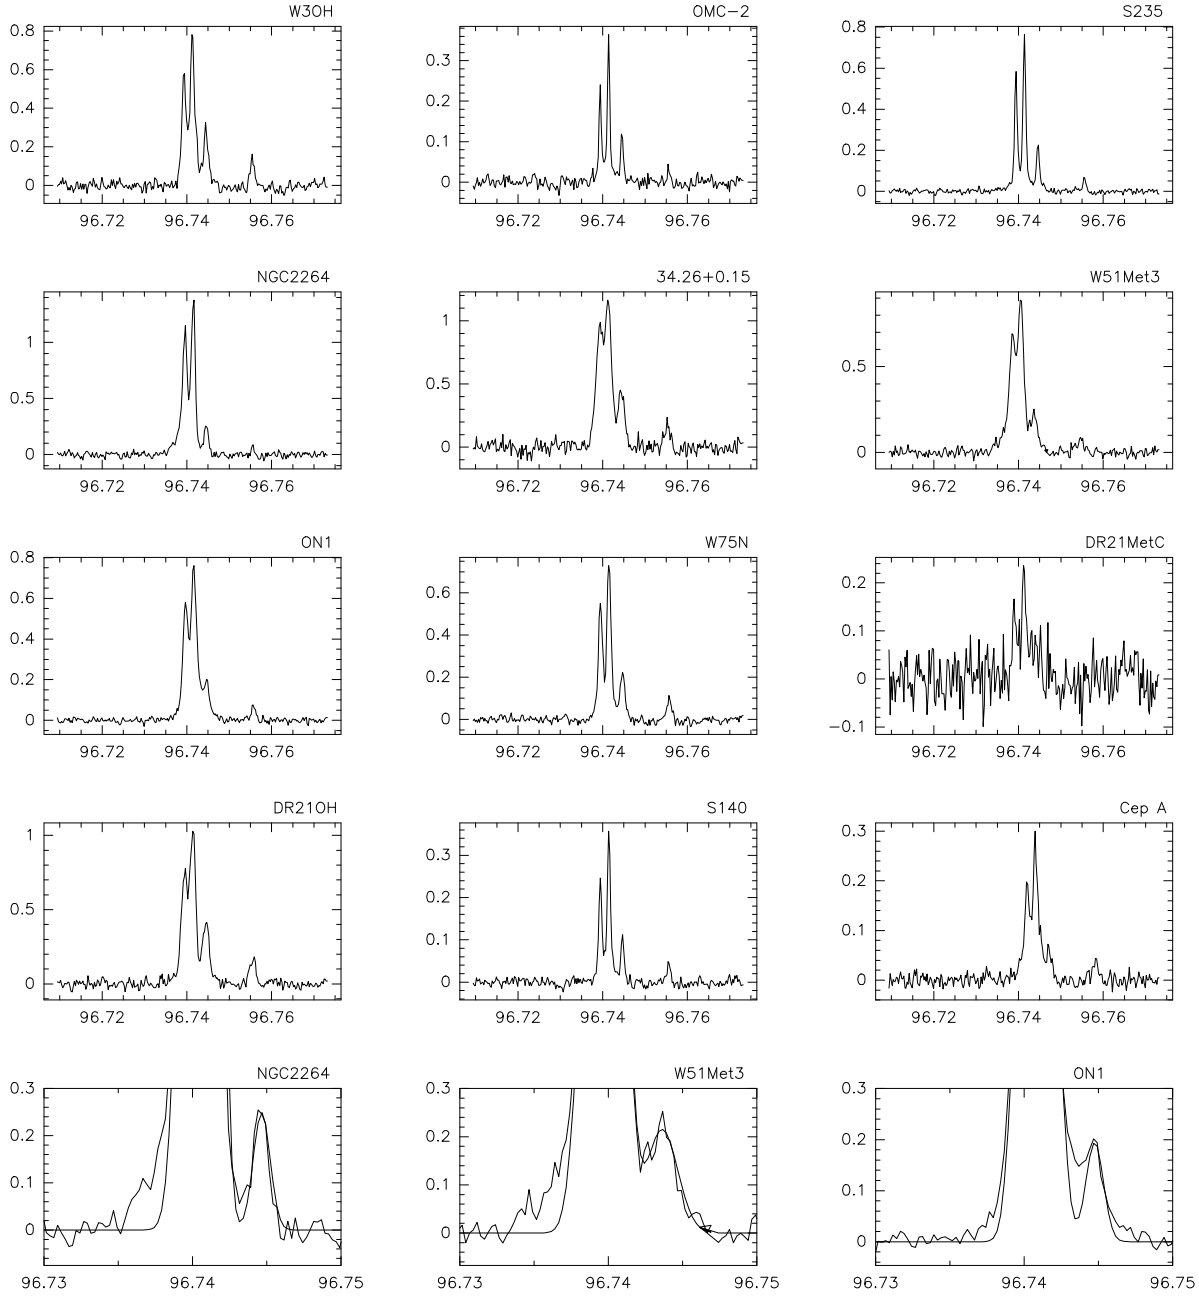 W3OH OMC-2 S235
0.8 0.6 0.4 0.2 0
0.3 0.2 0.1 0
0.8 0.6 0.4 0.2 0
96.72 96.74 96.76 96.72 96.74 96.76 96.72 96.74 96.76
NGC2264 34.26+0.15 W51Met3
1 0.5 0
1 0.5 0
0.5 0
96.72 96.74 96.76 96.72 96.74 96.76 96.72 96.74 96.76
ON1 W75N DR21MetC
0.8 0.6 0.4 0.2 0
0.6 0.4 0.2 0
0.2 0.1 0 -0.1
96.72 96.74 96.76 96.72 96.74 96.76 96.72 96.74 96.76
DR21OH S140 Cep A
1 0.5 0
0.3 0.2 0.1 0
0.3 0.2 0.1 0
96.72 96.74 96.76 96.72 96.74 96.76 96.72 96.74 96.76
NGC2264 W51Met3 ON1
0.3 0.2 0.1 0
0.3 0.2 0.1 0
0.3 0.2 0.1 0
96.73 96.74 96.75 96.73 96.74 96.75 96.73 96.74 96.75